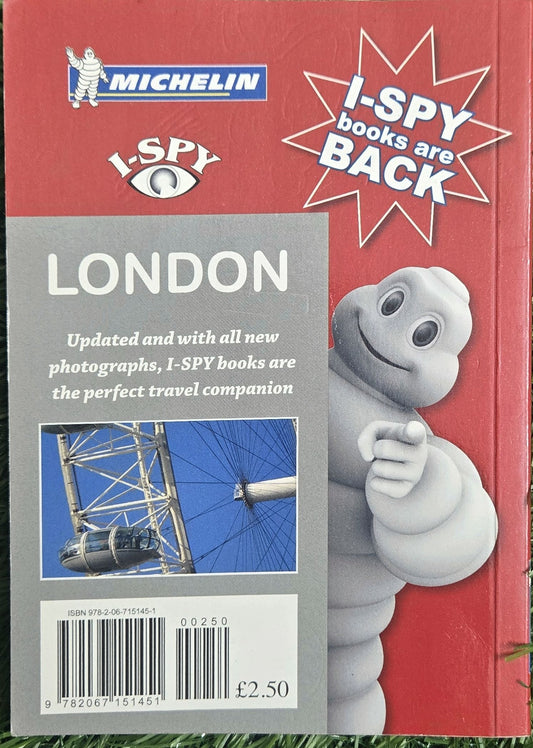 MICHELIN
I-SPY
I-SPY
books are
BACK
LONDON
Updated and with all new
photographs, I-SPY books are
the perfect travel companion
ISBN 978-2-06-715145-1
00250
9 782067 151451
£2.50